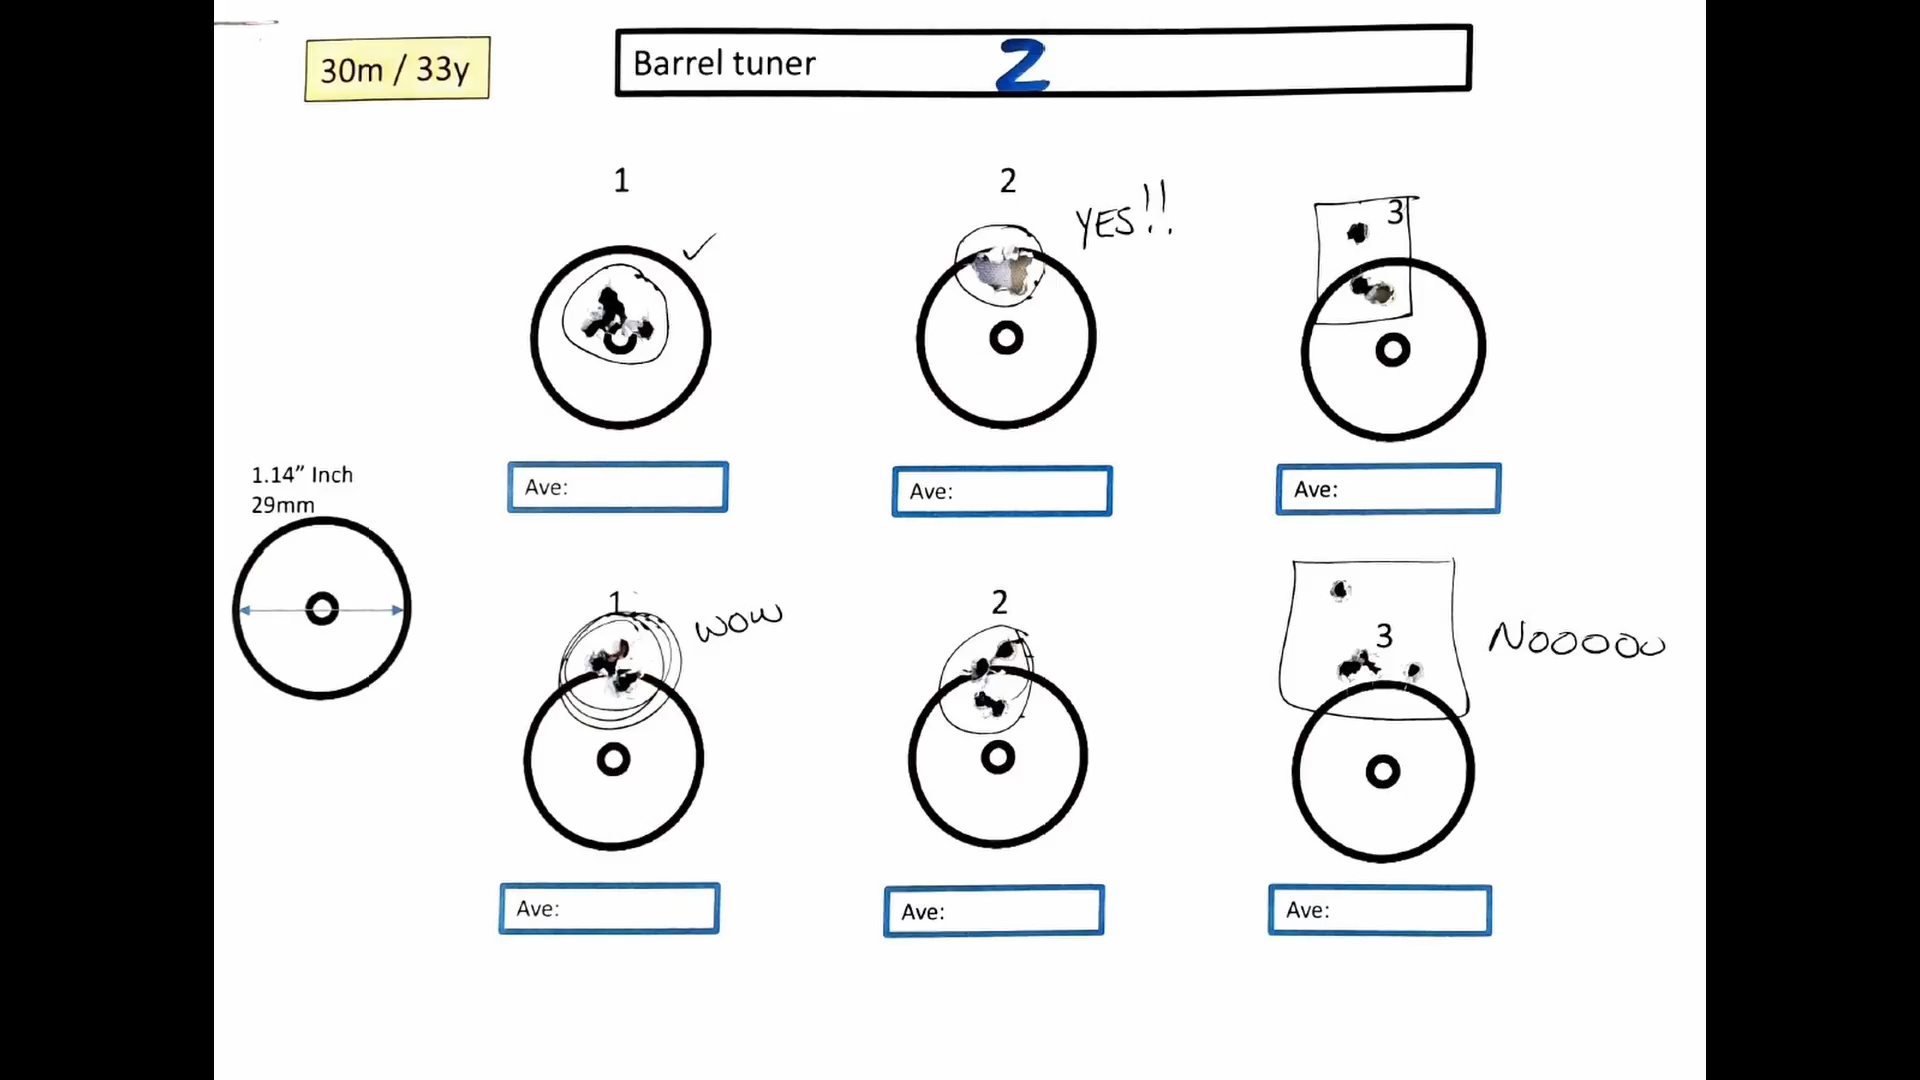 30m / 33y
Barrel tuner 2
1
2
YES!!
3
Ave:
Ave:
Ave:
1.14” Inch
29mm
1
WOW
2
3
NOOOOO
Ave:
Ave:
Ave: